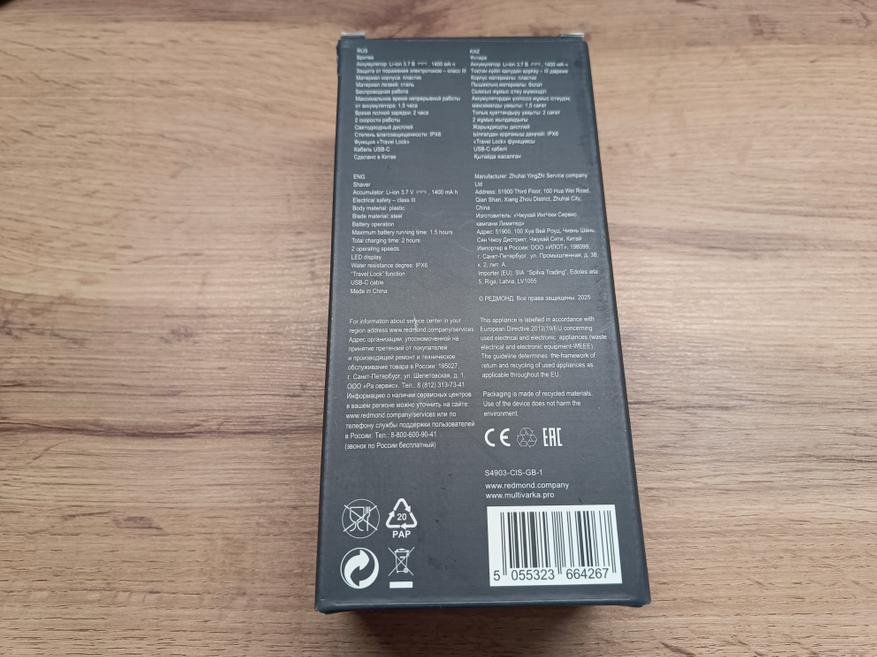 RUS
Бритва
Аккумулятор: Li-ion 3.7 В, 1400 мА·ч
Защита от поражения электротоком – класс III
Материал корпуса: пластик
Материал лезвий: сталь
Беспроводная работа
Максимальное время непрерывной работы
от аккумулятора: 1,5 часа
Время полной зарядки: 2 часа
2 скорости работы
Светодиодный дисплей
Степень влагозащищенности: IPX6
Функция «Travel Lock»
Кабель USB-C
Сделано в Китае
KAZ
Ұстара
Аккумулятор: Li-ion 3.7 В, 1400 мА·ч
Корпус материалы: пластик
2 жұмыс жылдамдығы
Жарықдиодты дисплей
«Travel Lock» функциясы
USB-C кабелі
Қытайда жасалған
ENG
Shaver
Accumulator: Li-ion 3.7 V, 1400 mA·h
Electrical safety – class III
Body material: plastic
Blade material: steel
Battery operation
Maximum battery running time: 1.5 hours
Total charging time: 2 hours
2 operating speeds
LED display
Water resistance degree: IPX6
"Travel Lock" function
USB-C cable
Made in China
Manufacturer: Zhuhai YingZhi Service company
Ltd
Address: 51900 Third Floor, 100 Hua Wei Road,
Qian Shan, Xiang Zhou District, Zhuhai City,
China
Изготовитель: «Чжухай ИнгЧжи Сервис
компани Лимитед»
Адрес: 51900, 100, Хуа Вей Роуд, Чиань Шань,
Сян Чжоу Дистрикт, Чжухай Сити, Китай
Импортер в России: ООО «ИПОТ», 198099,
г. Санкт-Петербург, ул. Промышленная, д. 38,
к. 2, лит. А.
Importer (EU): SIA "Spilva Trading", Edoles iela
5, Riga, Latvia, LV1055
© РЕДМОНД. Все права защищены. 2025
For information about service center in your
region address www.redmond.company/services
Адрес организации, уполномоченной на
принятие претензий от покупателей
и производящей ремонт и техническое
обслуживание товара в России: 195027,
г. Санкт-Петербург, ул. Шепетовская, д. 1,
ООО «Ра сервис». Тел.: 8 (812) 313-73-41
Информацию о наличии сервисных центров
в вашем регионе можно уточнить на сайте:
www.redmond.company/services или по
телефону службы поддержки пользователей
в России: Тел.: 8-800-600-90-41
(звонок по России бесплатный)
This appliance is labelled in accordance with
European Directive 2012/19/EU concerning
used electrical and electronic appliances (waste
electrical and electronic equipment-WEEE).
The guideline determines the framework of
return and recycling of used appliances as
applicable throughout the EU.
Packaging is made of recycled materials.
Use of the device does not harm the
environment.
CE EAC
S4903-CIS-GB-1
www.redmond.company
www.multivarka.pro
20
PAP
5 055323 664267